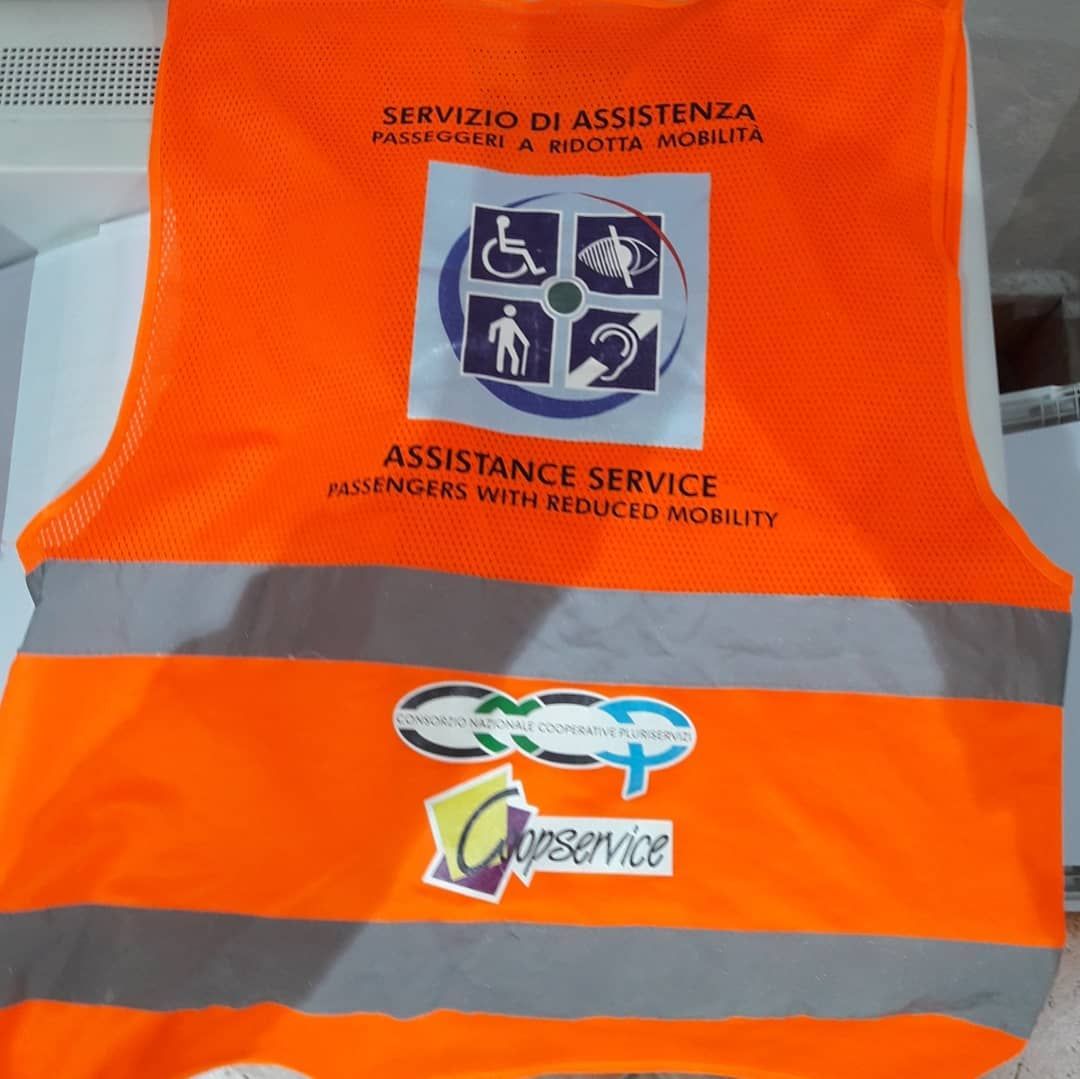 SERVIZIO DI ASSISTENZA
PASSEGGERI A RIDOTTA MOBILITÀ
ASSISTANCE SERVICE
PASSENGERS WITH REDUCED MOBILITY
CONSORZIO NAZIONALE COOPERATIVE PLURISERVIZI
Coopservice